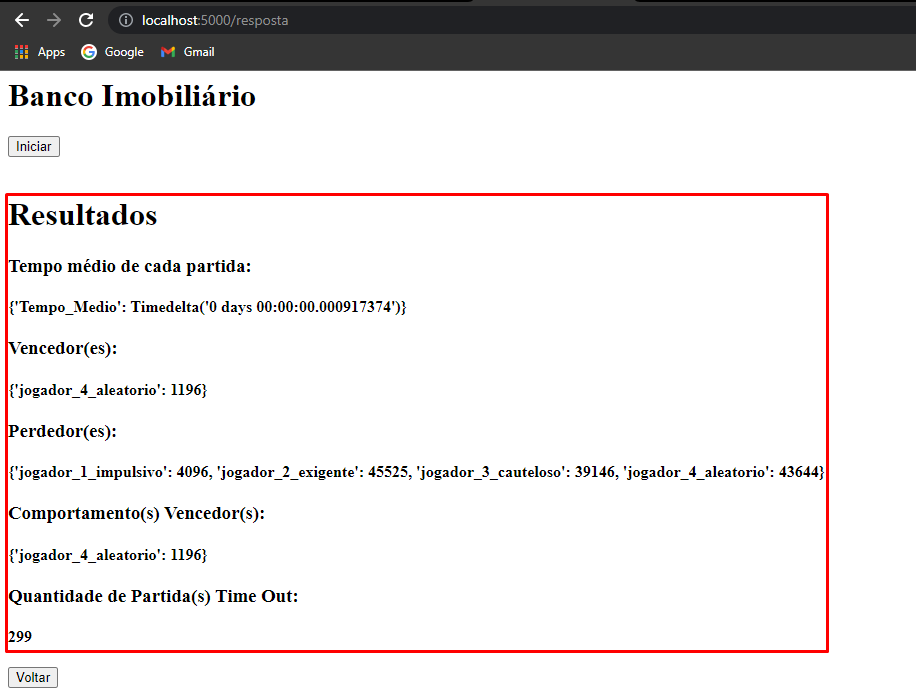 localhost:5000/resposta
Apps Google Gmail
Banco Imobiliário
Iniciar
Resultados
Tempo médio de cada partida:
{'Tempo_Medio': Timedelta('0 days 00:00:00.000917374')}
Vencedor(es):
{'jogador_4_aleatorio': 1196}
Perdedor(es):
{'jogador_1_impulsivo': 4096, 'jogador_2_exigente': 45525, 'jogador_3_cauteloso': 39146, 'jogador_4_aleatorio': 43644}
Comportamento(s) Vencedor(s):
{'jogador_4_aleatorio': 1196}
Quantidade de Partida(s) Time Out:
299
Voltar